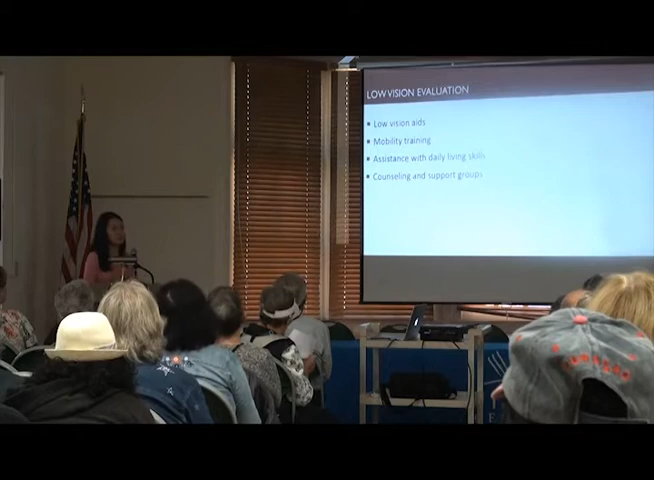 LOW VISION EVALUATION
▪ Low vision aids
▪ Mobility training
▪ Assistance with daily living skills
▪ Counseling and support groups